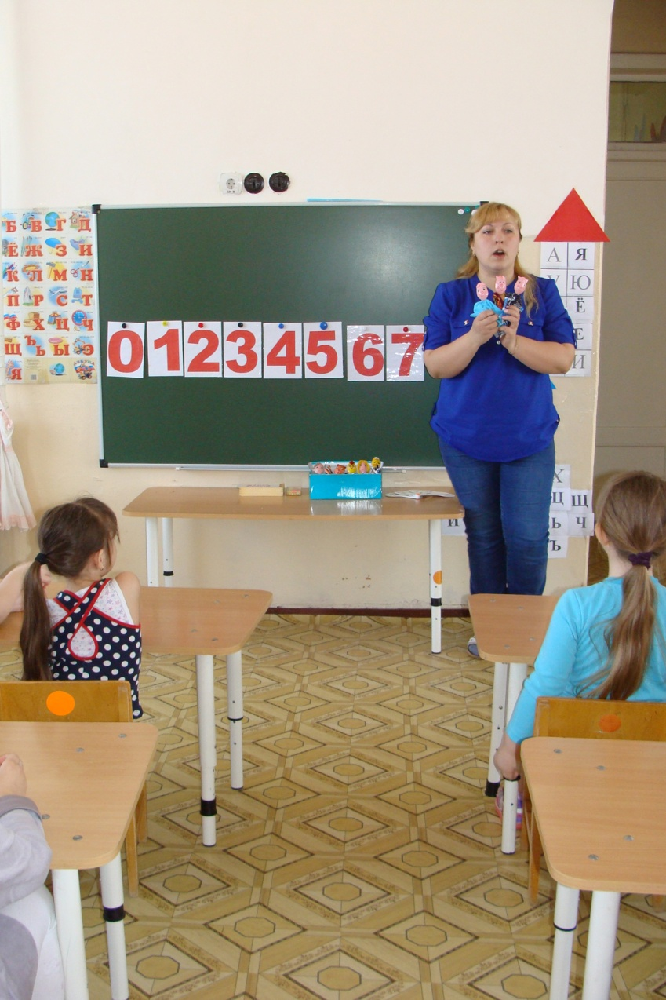 Б В Г Д
Ё Ж З И
К Л М Н
П Р С Т
Ф Х Ц Ч
Щ Ъ Ы Э
Я
0 1 2 3 4 5 6 7
А Я
У Ю
Ё
Е
И
Х
Ц Щ
И Ь Ч
Ъ